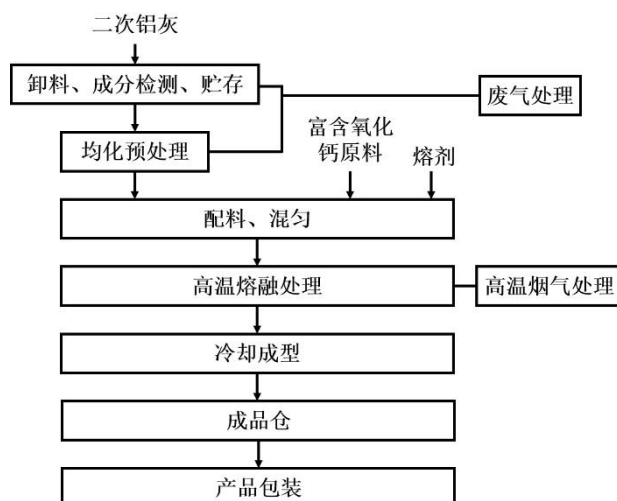 二次铝灰
卸料、成分检测、贮存
废气处理
均化预处理
富含氧化
钙原料
熔剂
配料、混匀
高温熔融处理
高温烟气处理
冷却成型
成品仓
产品包装